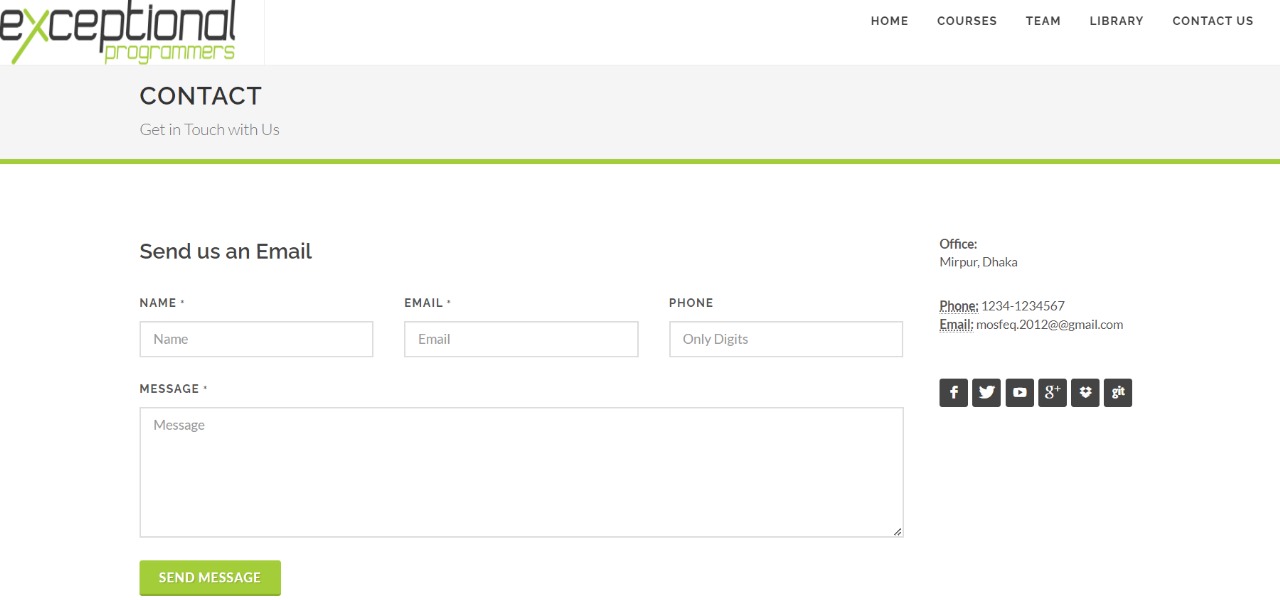 exceptional
programmers
HOME COURSES TEAM LIBRARY CONTACT US
CONTACT
Get in Touch with Us
Send us an Email
NAME * EMAIL * PHONE
Name Email Only Digits
MESSAGE *
Message
SEND MESSAGE
Office:
Mirpur, Dhaka
Phone: 1234-1234567
Email: mosfeq.2012@@gmail.com
f g+ git